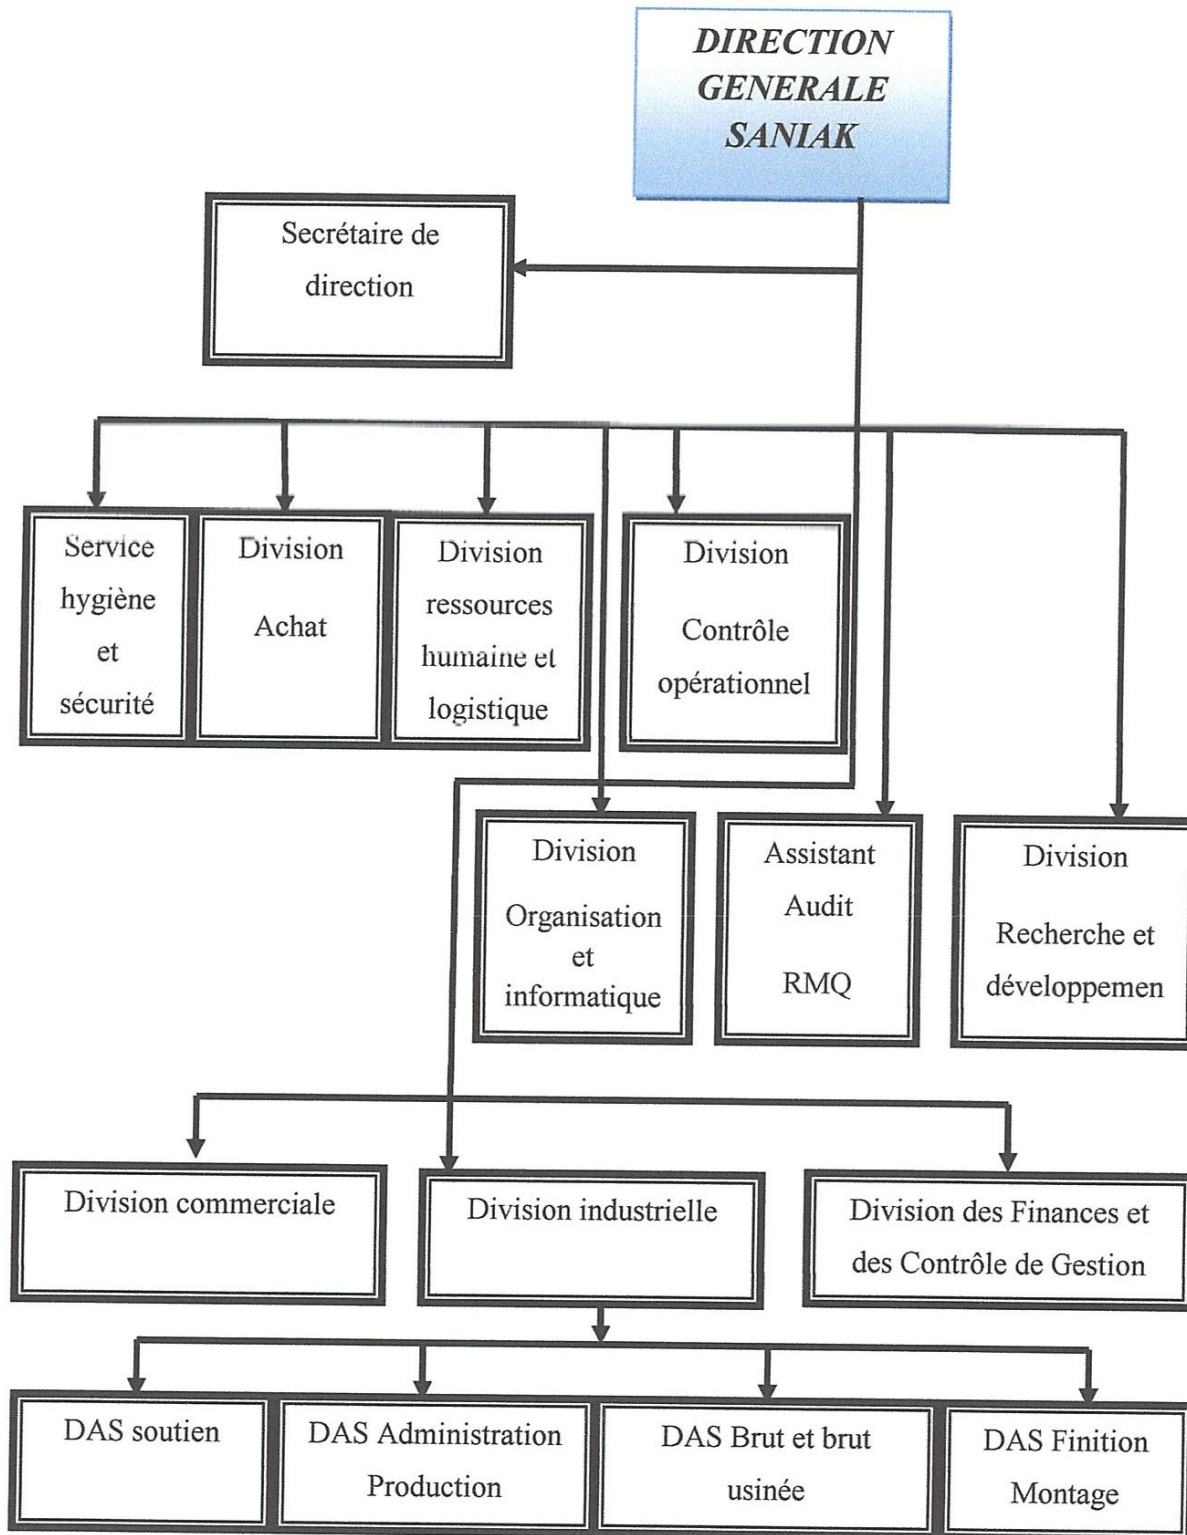 DIRECTION
GENERALE
SANIAK
Secrétaire de
direction
Service
hygiène
et
sécurité
Division
Achat
Division
ressources
humaine et
logistique
Division
Contrôle
opérationnel
Division
Organisation
et
informatique
Assistant
Audit
RMQ
Division
Recherche et
développemen
Division commerciale
Division industrielle
Division des Finances et
des Contrôle de Gestion
DAS soutien
DAS Administration
Production
DAS Brut et brut
usinée
DAS Finition
Montage